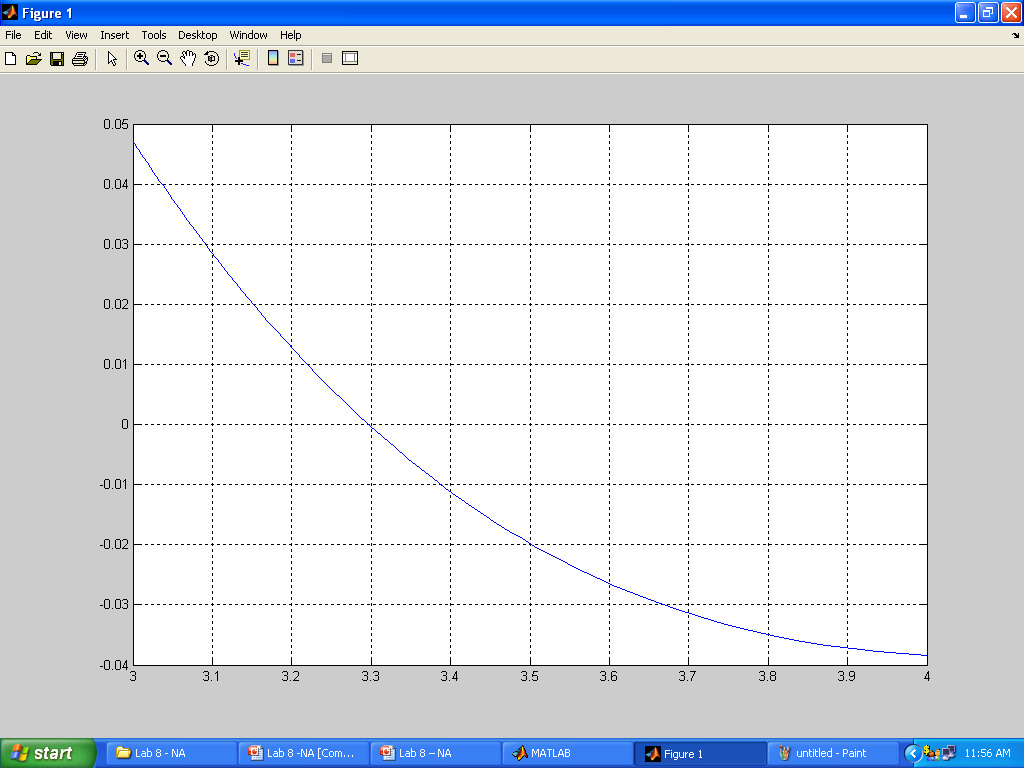 Figure 1
File Edit View Insert Tools Desktop Window Help
0.05
0.04
0.03
0.02
0.01
0
-0.01
-0.02
-0.03
-0.04
3 3.1 3.2 3.3 3.4 3.5 3.6 3.7 3.8 3.9 4
start Lab 8 - NA Lab 8 -NA [Com... Lab 8 – NA MATLAB Figure 1 untitled - Paint 11:56 AM